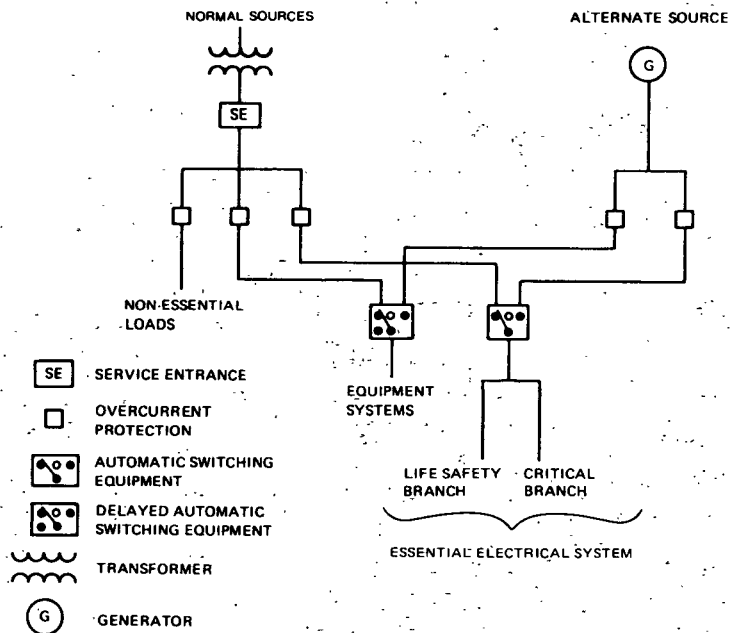 NORMAL SOURCES
ALTERNATE SOURCE
G
SE
NON-ESSENTIAL
LOADS
EQUIPMENT
SYSTEMS
LIFE SAFETY
BRANCH
CRITICAL
BRANCH
ESSENTIAL ELECTRICAL SYSTEM
SE
SERVICE ENTRANCE
OVERCURRENT
PROTECTION
AUTOMATIC SWITCHING
EQUIPMENT
DELAYED AUTOMATIC
SWITCHING EQUIPMENT
TRANSFORMER
G
GENERATOR